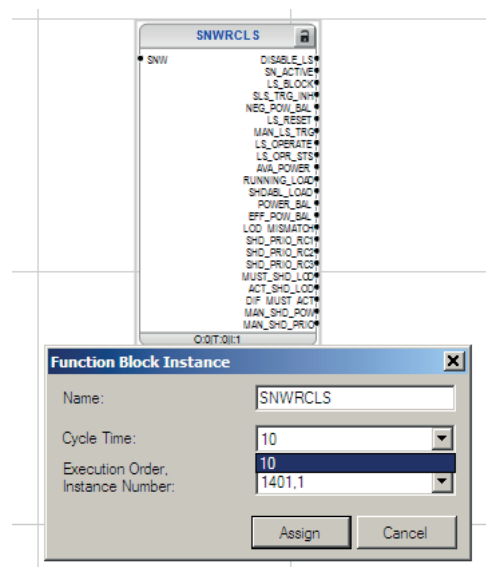 SNWRCLS
SNW
DISABLE_LS
SN_ACTIVE
LS_BLOCK
SLS_TRG_INH
NEG_POW_BAL
LS_RESET
MAN_LS_TRG
LS_OPERATE
LS_OPR_STS
AVA_POWER
RUNNING_LOAD
SHDABL_LOAD
POWER_BAL
EFF_POW_BAL
LOD_MISMATCH
SHD_PRIO_RC1
SHD_PRIO_RC2
SHD_PRIO_RC3
MUST_SHD_LOD
ACT_SHD_LOD
DIF_MUST_ACT
MAN_SHD_POW
MAN_SHD_PRIO
O:0|T:0|I:1
Function Block Instance
Name:
SNWRCLS
Cycle Time:
10
10
Execution Order,
Instance Number:
1401,1
Assign
Cancel